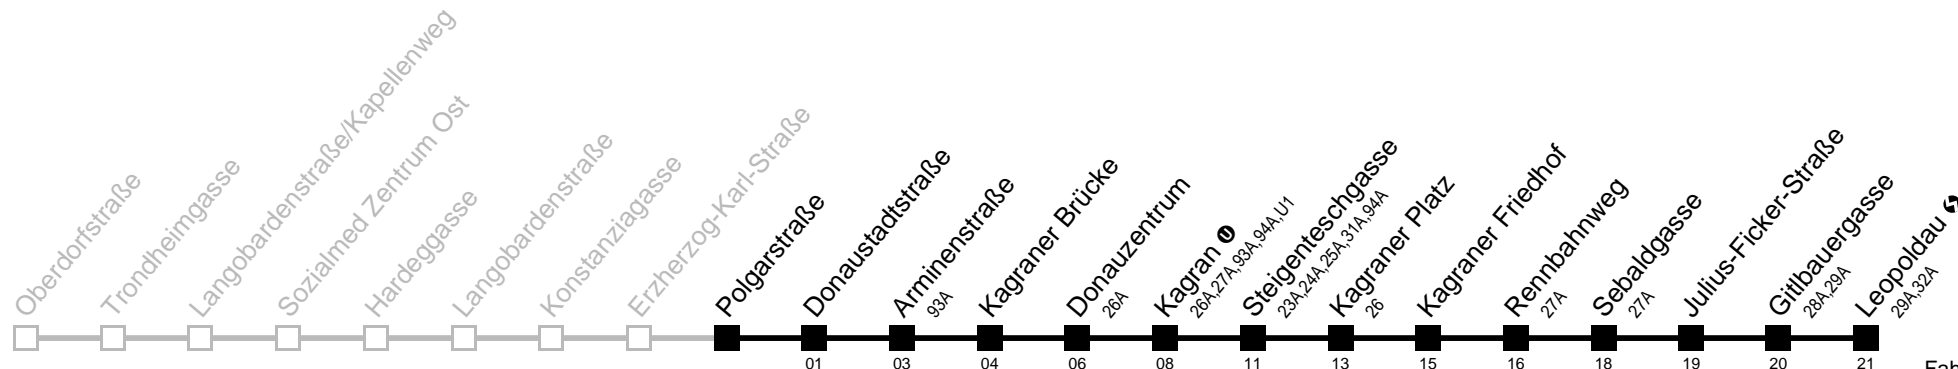 Oberdorfstraße
Trondheimgasse
Langobardenstraße/Kapellenweg
Sozialmed Zentrum Ost
Hardeggasse
Langobardenstraße
Konstanziagasse
Erzherzog-Karl-Straße
Polgarstraße
Donaustadtstraße
01
Arminenstraße
93A
03
Kagraner Brücke
04
Donauzentrum
26A
06
Kagran U
26A,27A,93A,94A,U1
08
Steigenteschgasse
23A,24A,25A,31A,94A
11
Kagraner Platz
26
13
Kagraner Friedhof
15
Rennbahnweg
27A
16
Sebaldgasse
27A
18
Julius-Ficker-Straße
19
Gitlbauergasse
28A,29A
20
Leopoldau
29A,32A
21